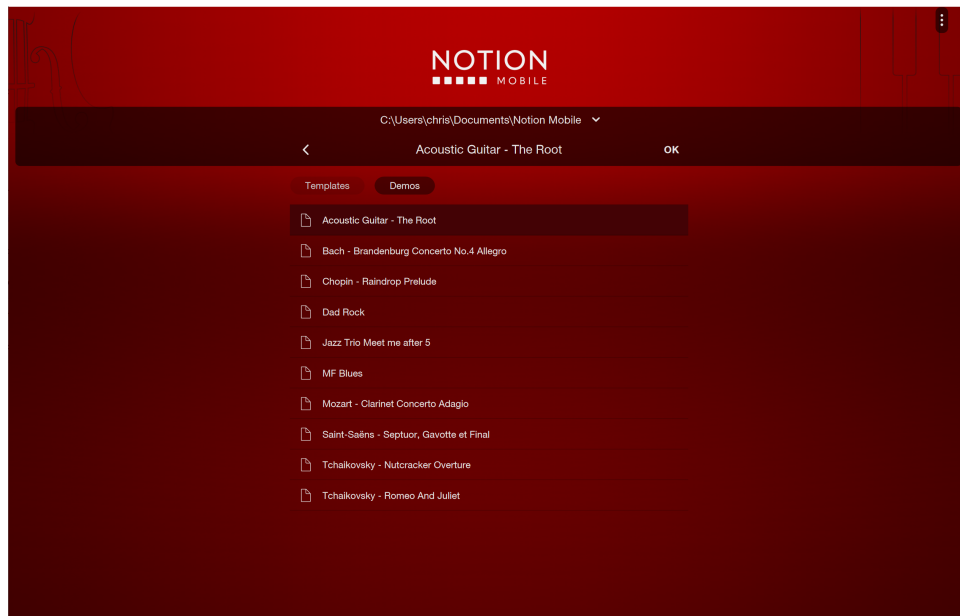 NOTION
MOBILE
C:\Users\chris\Documents\Notion Mobile
Acoustic Guitar - The Root
OK
Templates
Demos
Acoustic Guitar - The Root
Bach - Brandenburg Concerto No.4 Allegro
Chopin - Raindrop Prelude
Dad Rock
Jazz Trio Meet me after 5
MF Blues
Mozart - Clarinet Concerto Adagio
Saint-Saëns - Septuor, Gavotte et Final
Tchaikovsky - Nutcracker Overture
Tchaikovsky - Romeo And Juliet